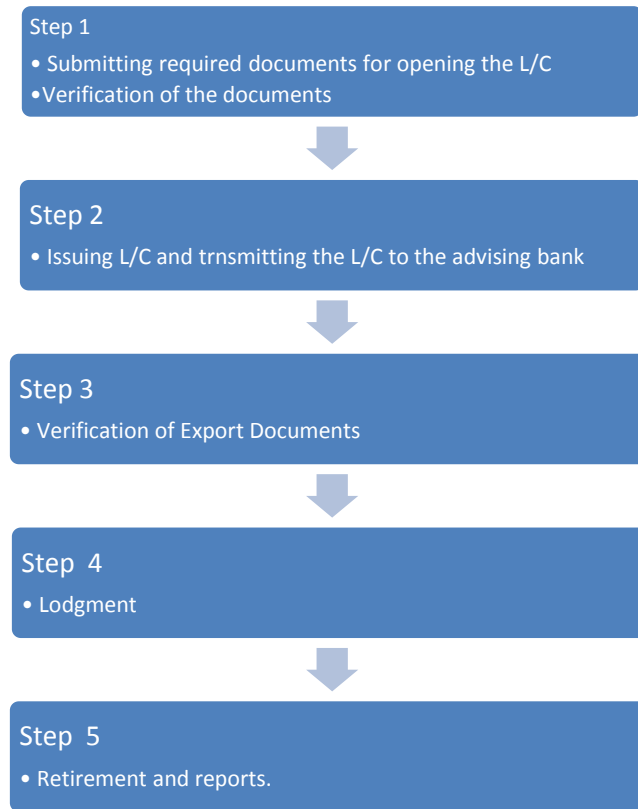 Step 1
• Submitting required documents for opening the L/C
•Verification of the documents
Step 2
• Issuing L/C and trnsmitting the L/C to the advising bank
Step 3
• Verification of Export Documents
Step 4
• Lodgment
Step 5
• Retirement and reports.